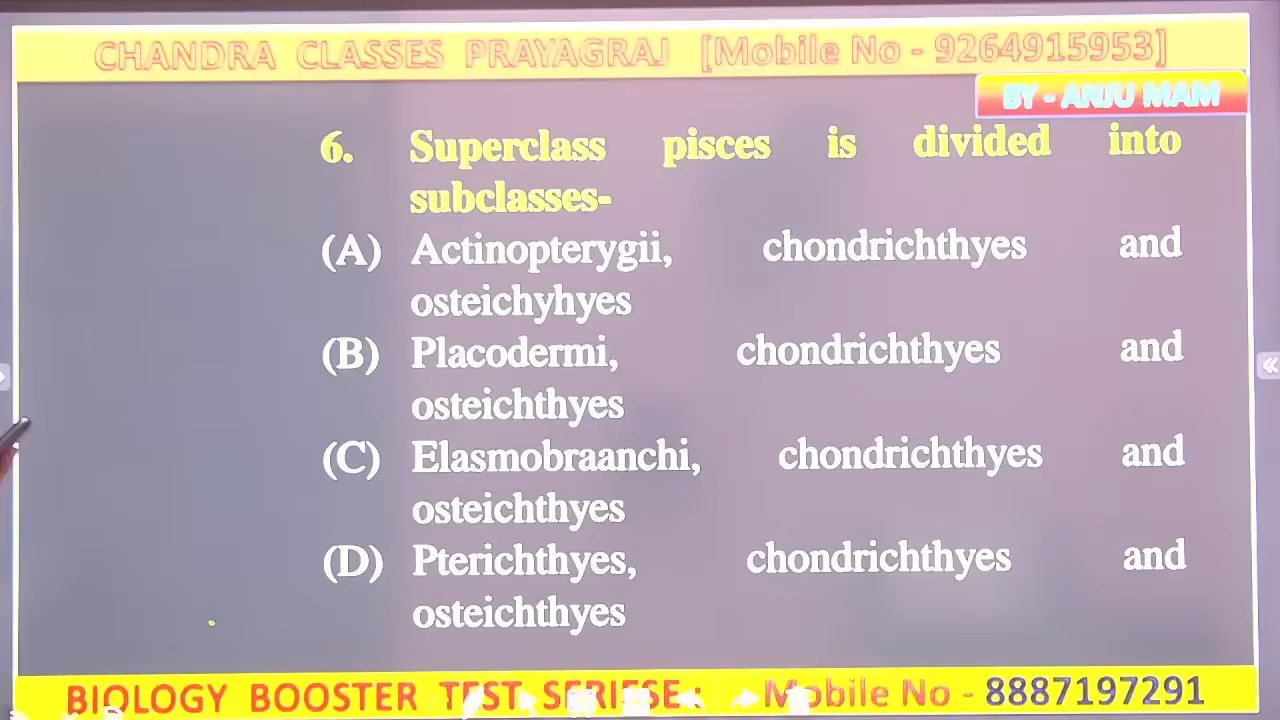 CHANDRA CLASSES PRAYAGRAJ [Mobile No - 9264915953]
BY - ANJU MAM
6. Superclass pisces is divided into
subclasses-
(A) Actinopterygii, chondrichthyes and
osteichyhyes
(B) Placodermi, chondrichthyes and
osteichthyes
(C) Elasmobraanchi, chondrichthyes and
osteichthyes
(D) Pterichthyes, chondrichthyes and
osteichthyes
BIOLOGY BOOSTER TEST SERIESE : Mobile No - 8887197291